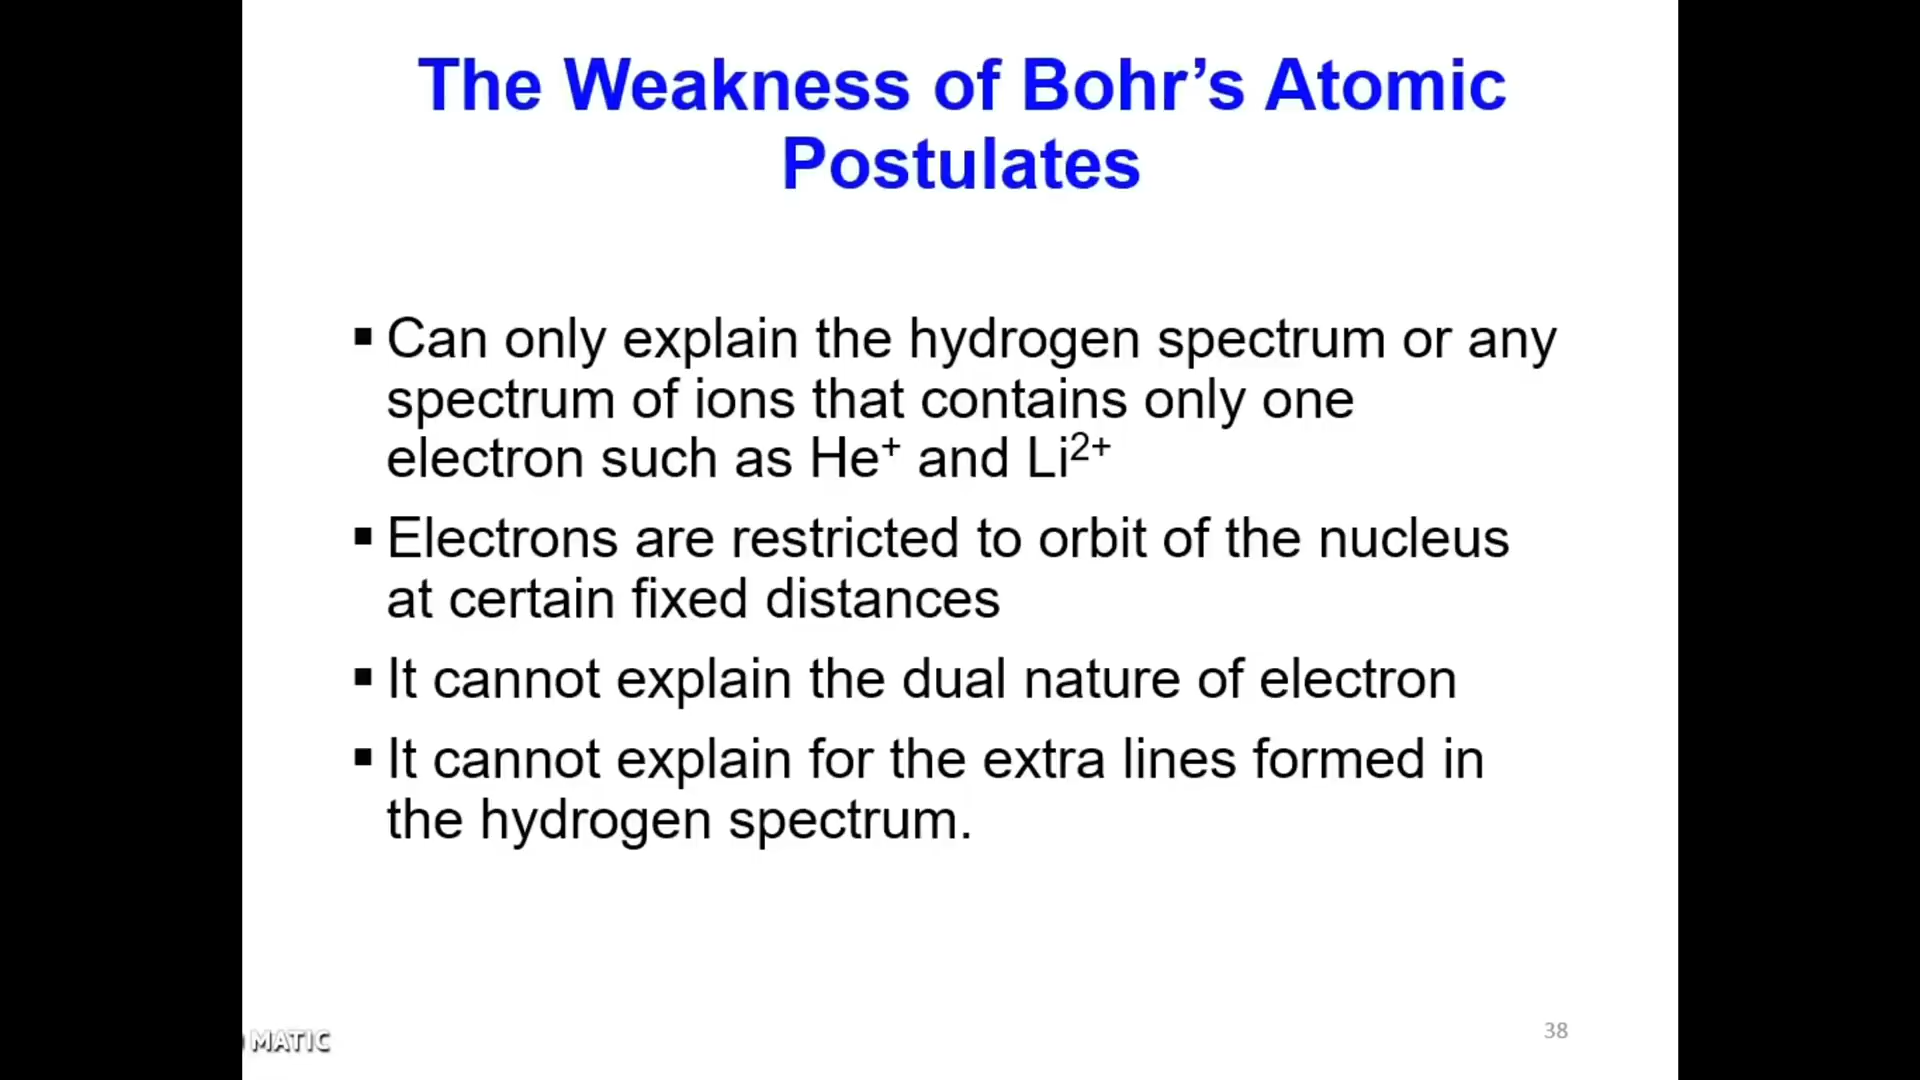 The Weakness of Bohr’s Atomic
Postulates
▪ Can only explain the hydrogen spectrum or any
spectrum of ions that contains only one
electron such as He⁺ and Li²⁺
▪ Electrons are restricted to orbit of the nucleus
at certain fixed distances
▪ It cannot explain the dual nature of electron
▪ It cannot explain for the extra lines formed in
the hydrogen spectrum.
MATIC
38